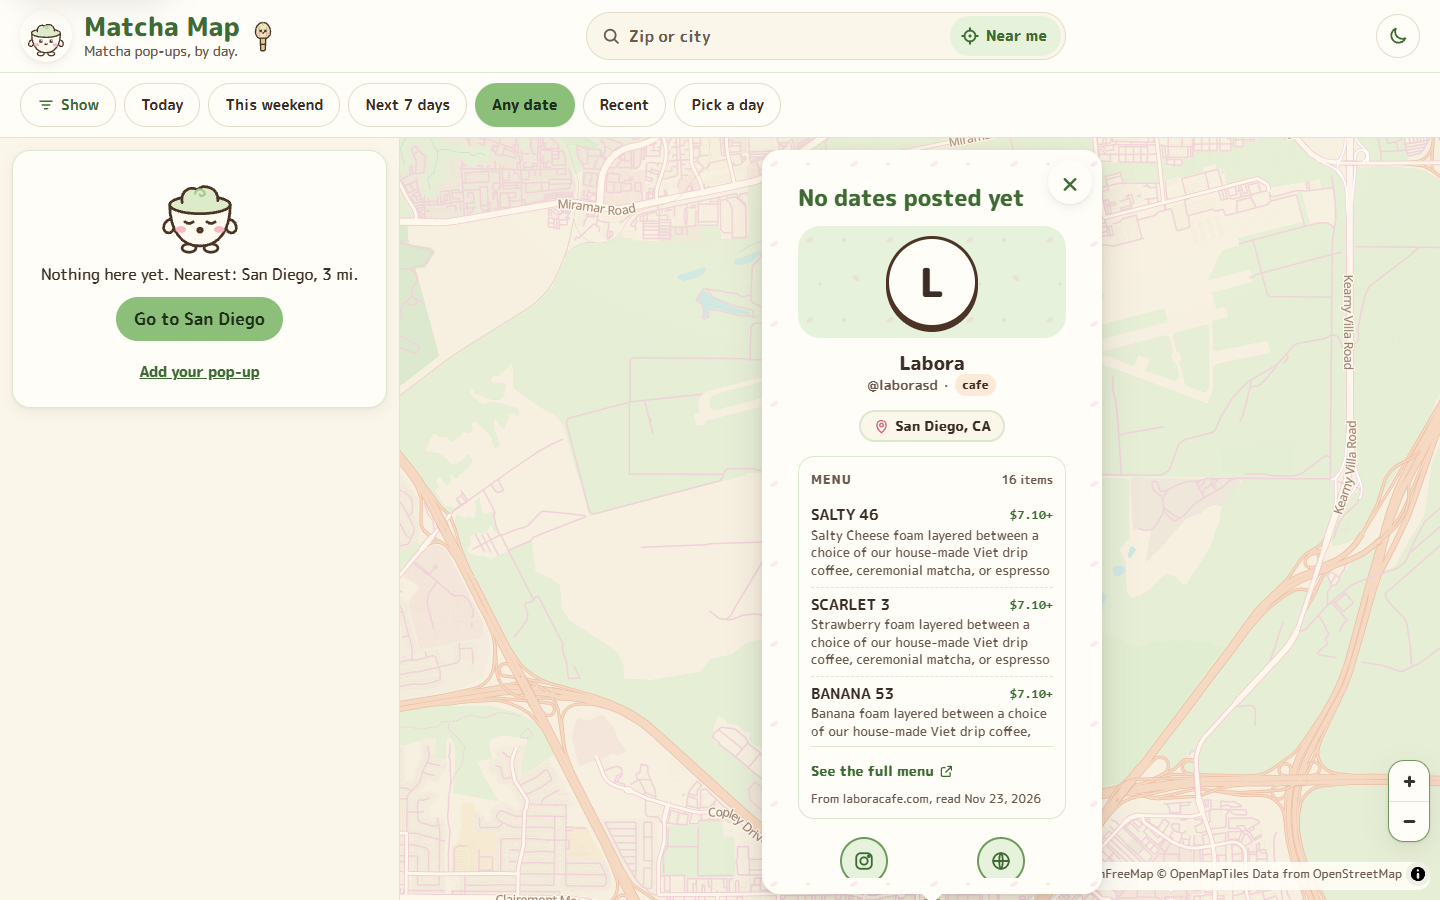 Matcha Map
Matcha pop-ups, by day.
Zip or city
Near me
Show
Today
This weekend
Next 7 days
Any date
Recent
Pick a day
Nothing here yet. Nearest: San Diego, 3 mi.
Go to San Diego
Add your pop-up
Miramar Road
Kearny Villa Road
Kearny Villa Road
No dates posted yet
L
Labora
@laborasd · cafe
San Diego, CA
MENU 16 items
SALTY 46 $7.10+
Salty Cheese foam layered between a
choice of our house-made Viet drip
coffee, ceremonial matcha, or espresso
SCARLET 3 $7.10+
Strawberry foam layered between a
choice of our house-made Viet drip
coffee, ceremonial matcha, or espresso
BANANA 53 $7.10+
Banana foam layered between a choice
of our house-made Viet drip coffee,
See the full menu
From laboracafe.com, read Nov 23, 2026
+
−
© OpenMapTiles Data from OpenStreetMap